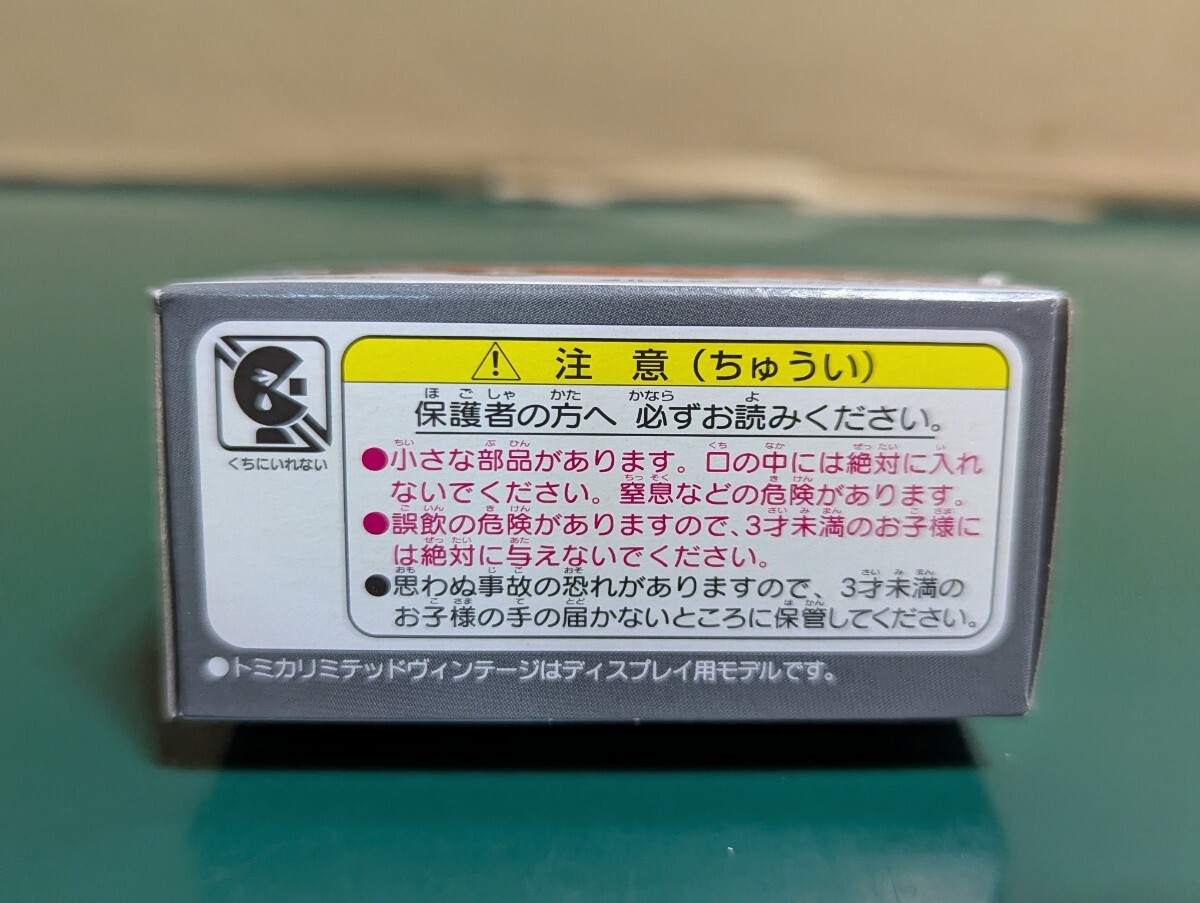 注 意（ちゅうい）
保護者の方へ 必ずお読みください。
●小さな部品があります。口の中には絶対に入れ
ないでください。窒息などの危険があります。
●誤飲の危険がありますので、3才未満のお子様に
は絶対に与えないでください。
●思わぬ事故の恐れがありますので、3才未満の
お子様の手の届かないところに保管してください。
くちにいれない
●トミカリミテッドヴィンテージはディスプレイ用モデルです。